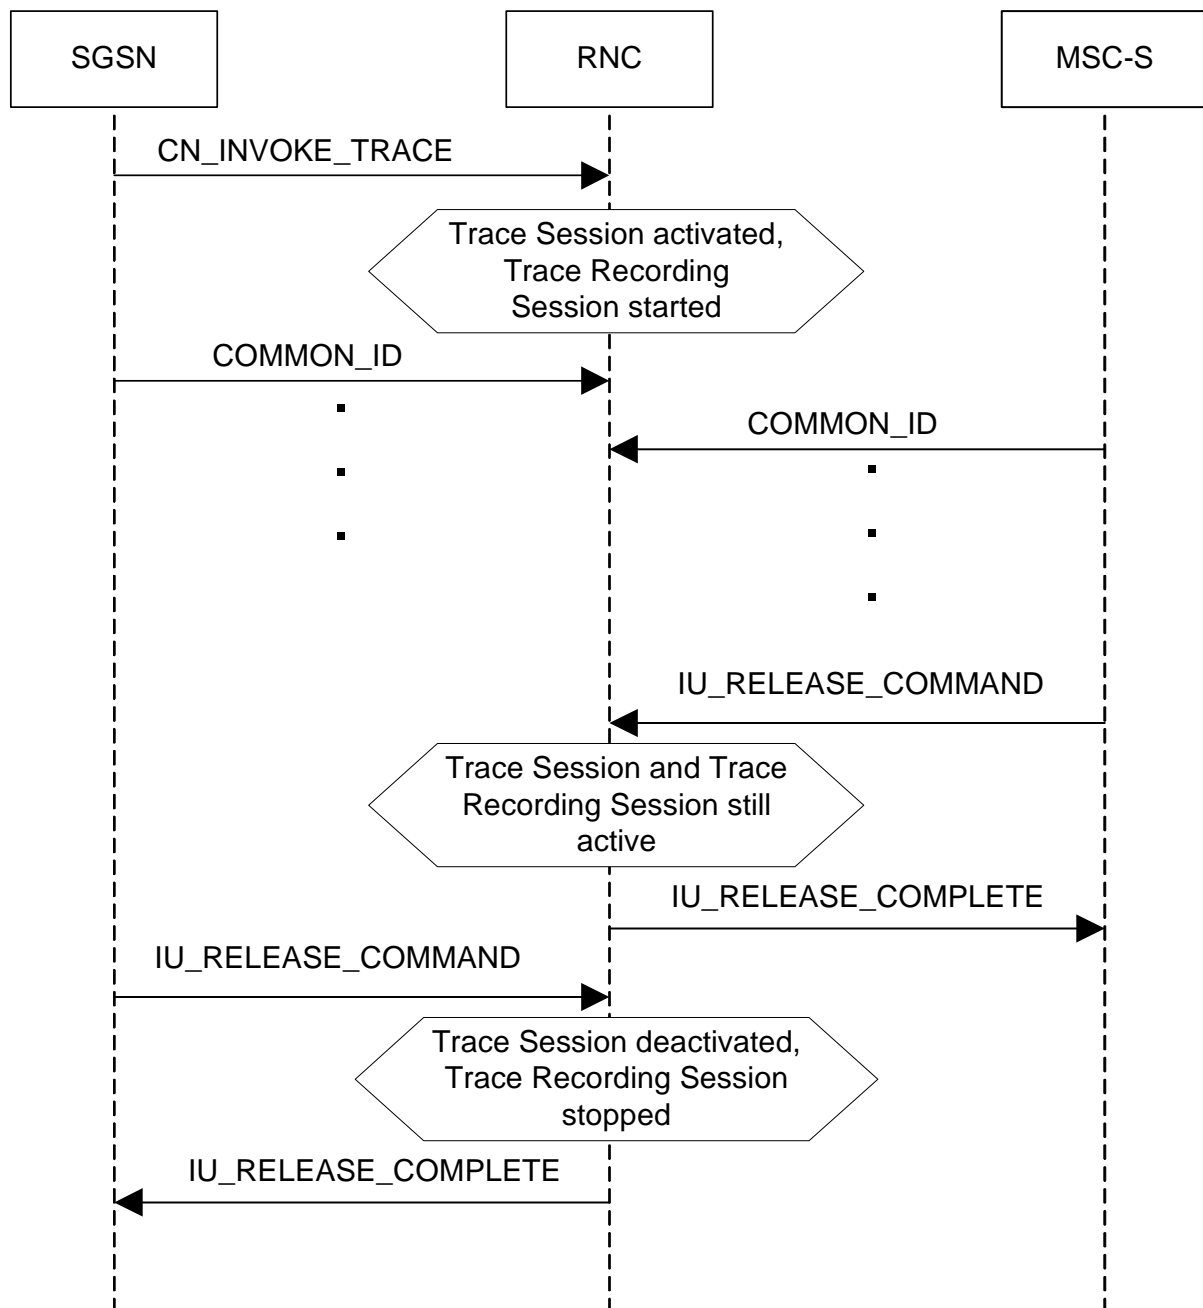 SGSN
RNC
MSC-S
CN_INVOKE_TRACE
Trace Session activated,
Trace Recording
Session started
COMMON_ID
COMMON_ID
IU_RELEASE_COMMAND
Trace Session and Trace
Recording Session still
active
IU_RELEASE_COMPLETE
IU_RELEASE_COMMAND
Trace Session deactivated,
Trace Recording Session
stopped
IU_RELEASE_COMPLETE